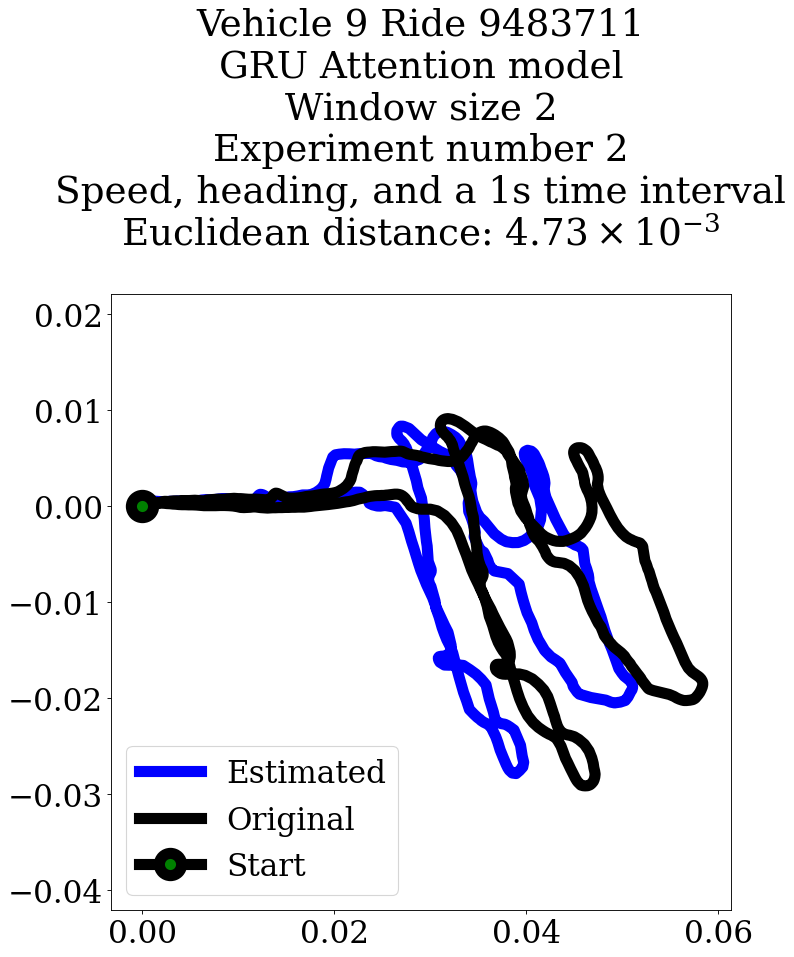 Vehicle 9 Ride 9483711
GRU Attention model
Window size 2
Experiment number 2
Speed, heading, and a 1s time interval
Euclidean distance: 4.73 × 10⁻³
0.02
0.01
0.00
−0.01
−0.02
−0.03
−0.04
Estimated
Original
Start
0.00 0.02 0.04 0.06